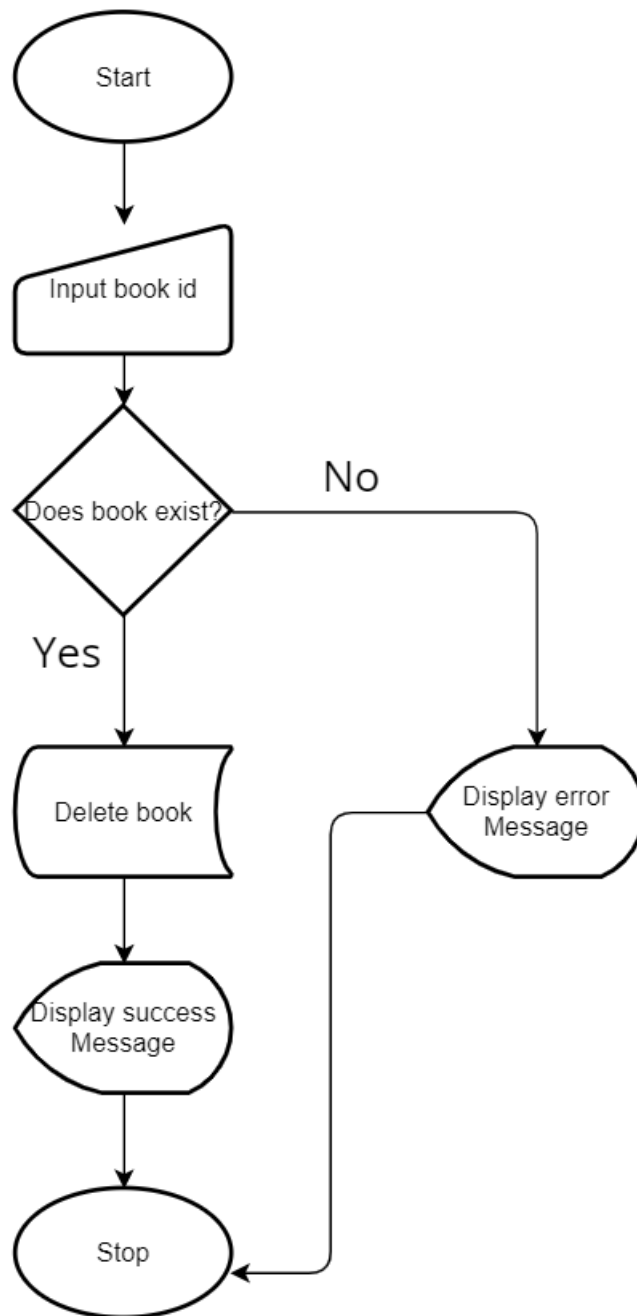 Start
Input book id
Does book exist?
No
Yes
Delete book
Display error
Message
Display success
Message
Stop